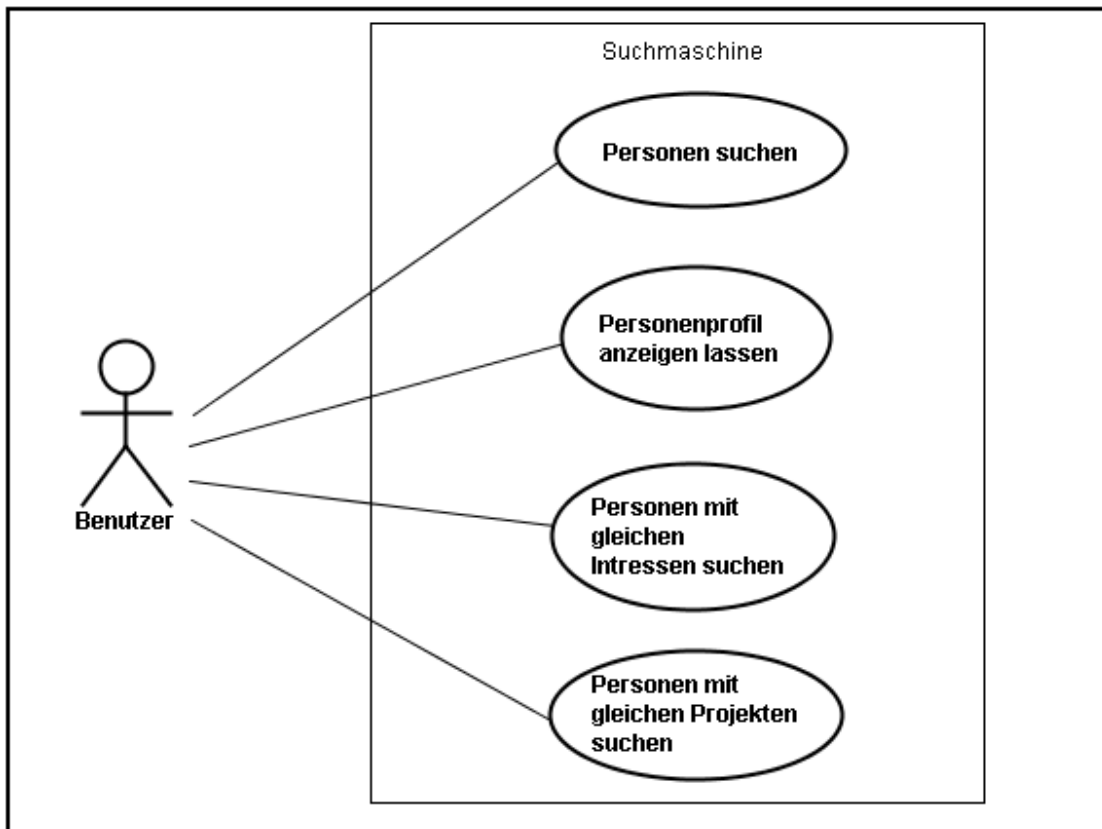 Suchmaschine
Personen suchen
Personenprofil
anzeigen lassen
Benutzer
Personen mit
gleichen
Intressen suchen
Personen mit
gleichen Projekten
suchen